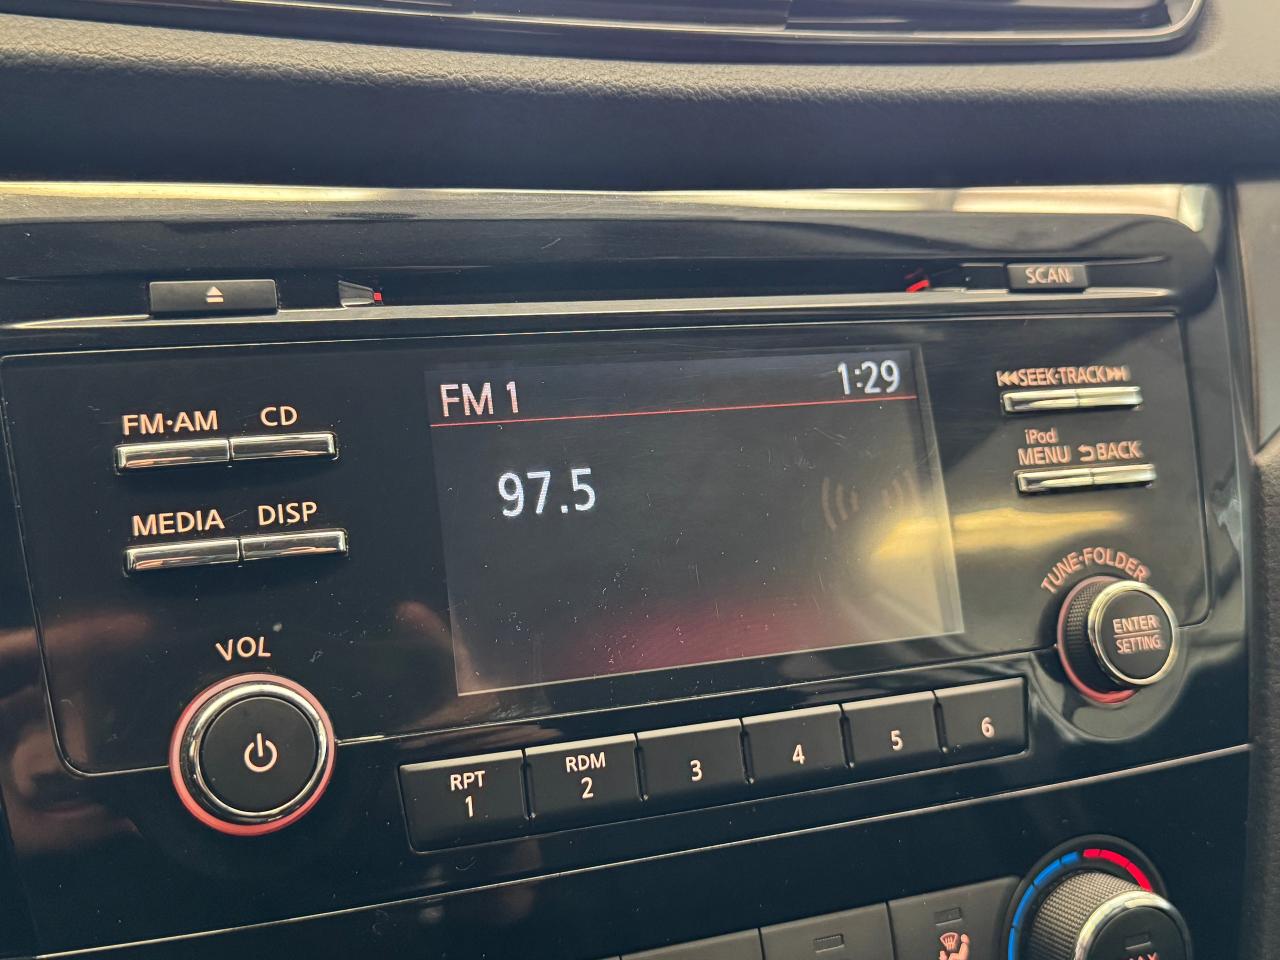 SCAN
FM 1 1:29
97.5
FM·AM CD
MEDIA DISP
VOL
SEEK·TRACK
iPod
MENU BACK
TUNE·FOLDER
ENTER
SETTING
RPT
1
RDM
2
3
4
5
6